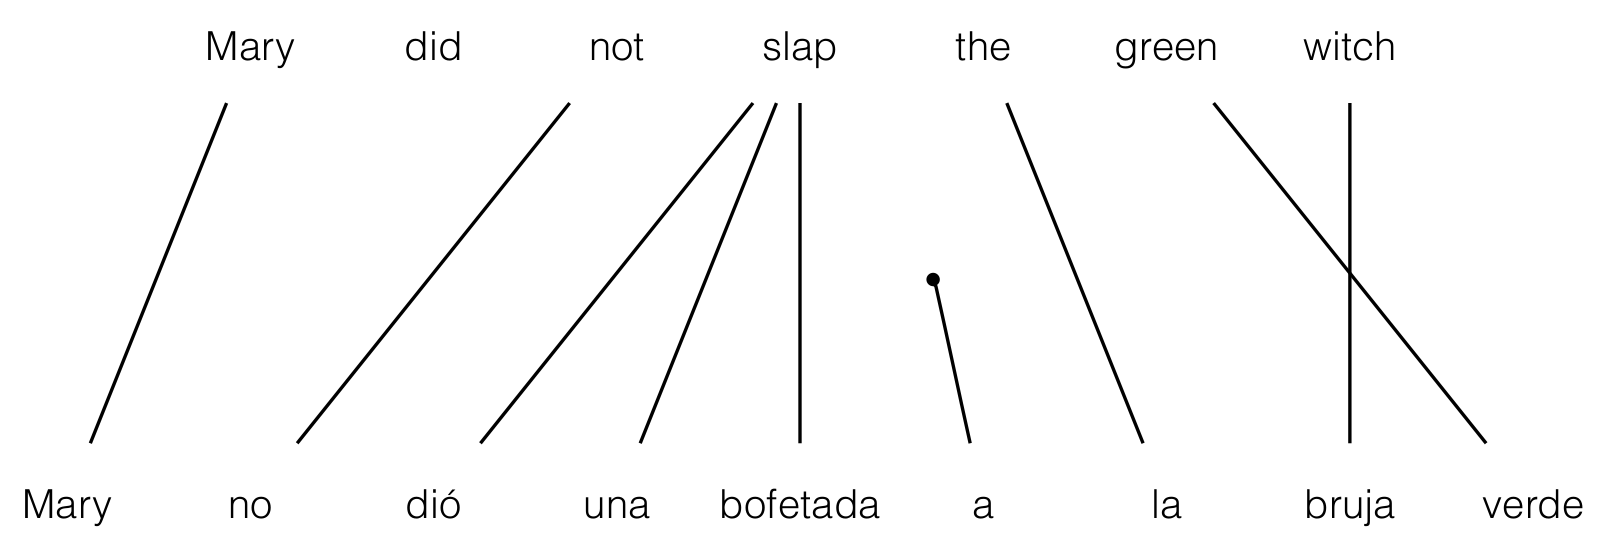 Mary did not slap the green witch
Mary no dió una bofetada a la bruja verde